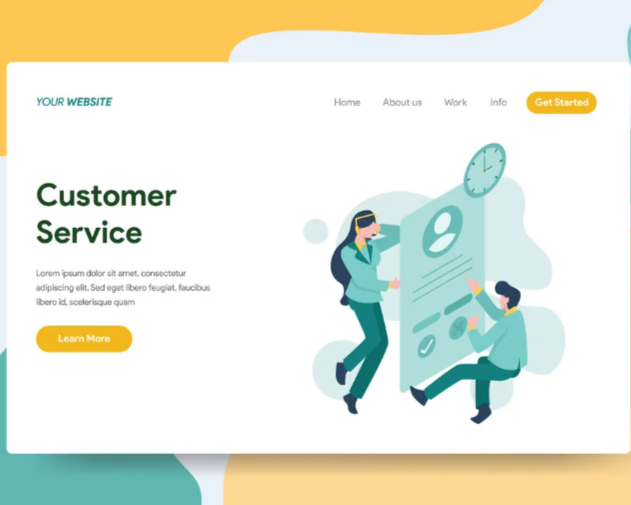 YOUR WEBSITE
Home About us Work Info Get Started
Customer
Service
Lorem ipsum dolor sit amet, consectetur
adipiscing elit. Sed eget libero feugiat, faucibus
libero id, scelerisque quam
Learn More